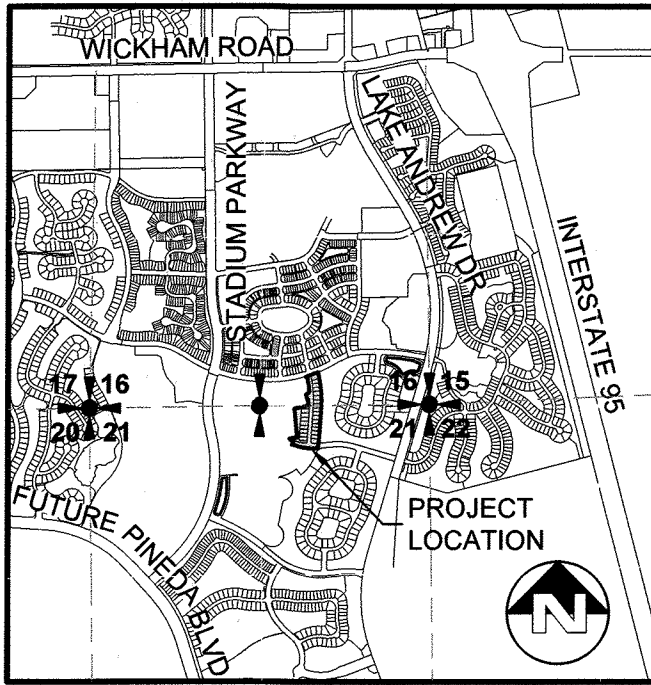 WICKHAM ROAD
STADIUM PARKWAY
LAKE ANDREW DR
INTERSTATE 95
17 16
20 21
16 15
21 22
PROJECT
LOCATION
FUTURE PINEDA BLVD
N